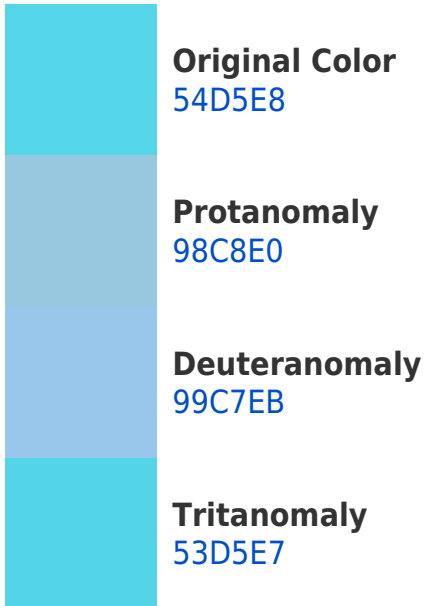 Original Color
54D5E8
Protanomaly
98C8E0
Deuteranomaly
99C7EB
Tritanomaly
53D5E7